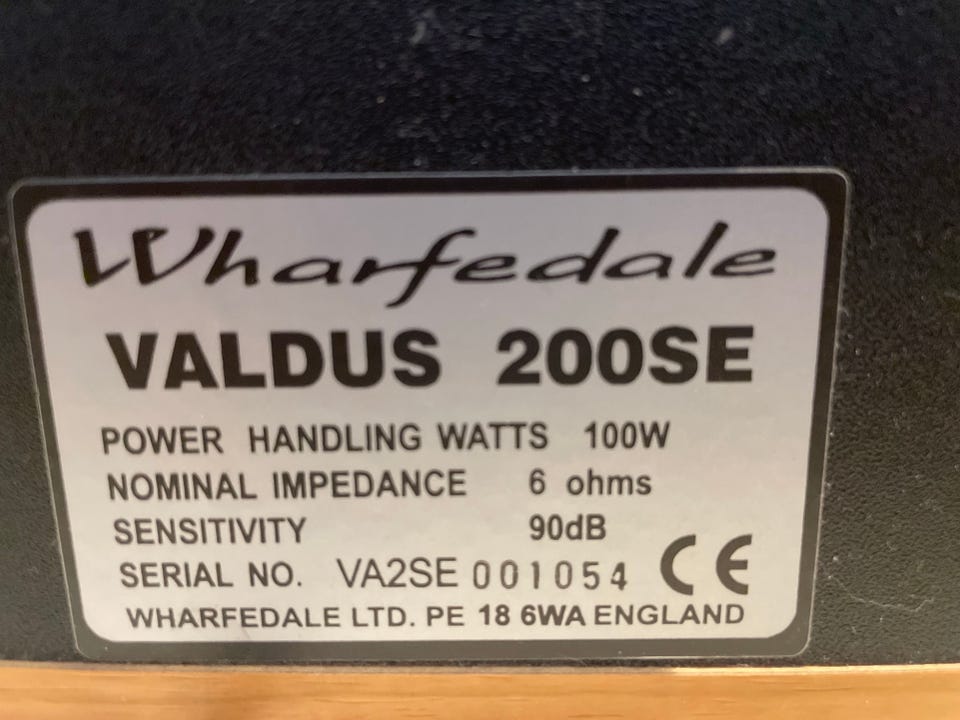 Wharfedale
VALDUS 200SE
POWER HANDLING WATTS 100W
NOMINAL IMPEDANCE 6 ohms
SENSITIVITY 90dB
SERIAL NO. VA2SE 001054 CE
WHARFEDALE LTD. PE 18 6WA ENGLAND